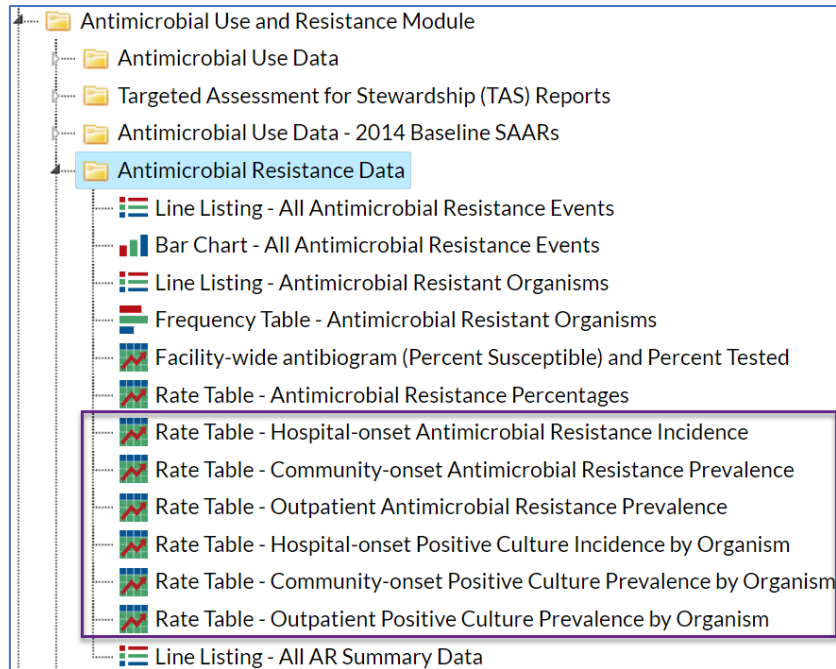 Antimicrobial Use and Resistance Module
Antimicrobial Use Data
Targeted Assessment for Stewardship (TAS) Reports
Antimicrobial Use Data - 2014 Baseline SAARs
Antimicrobial Resistance Data
Line Listing - All Antimicrobial Resistance Events
Bar Chart - All Antimicrobial Resistance Events
Line Listing - Antimicrobial Resistant Organisms
Frequency Table - Antimicrobial Resistant Organisms
Facility-wide antibiogram (Percent Susceptible) and Percent Tested
Rate Table - Antimicrobial Resistance Percentages
Rate Table - Hospital-onset Antimicrobial Resistance Incidence
Rate Table - Community-onset Antimicrobial Resistance Prevalence
Rate Table - Outpatient Antimicrobial Resistance Prevalence
Rate Table - Hospital-onset Positive Culture Incidence by Organism
Rate Table - Community-onset Positive Culture Prevalence by Organism
Rate Table - Outpatient Positive Culture Prevalence by Organism
Line Listing - All AR Summary Data